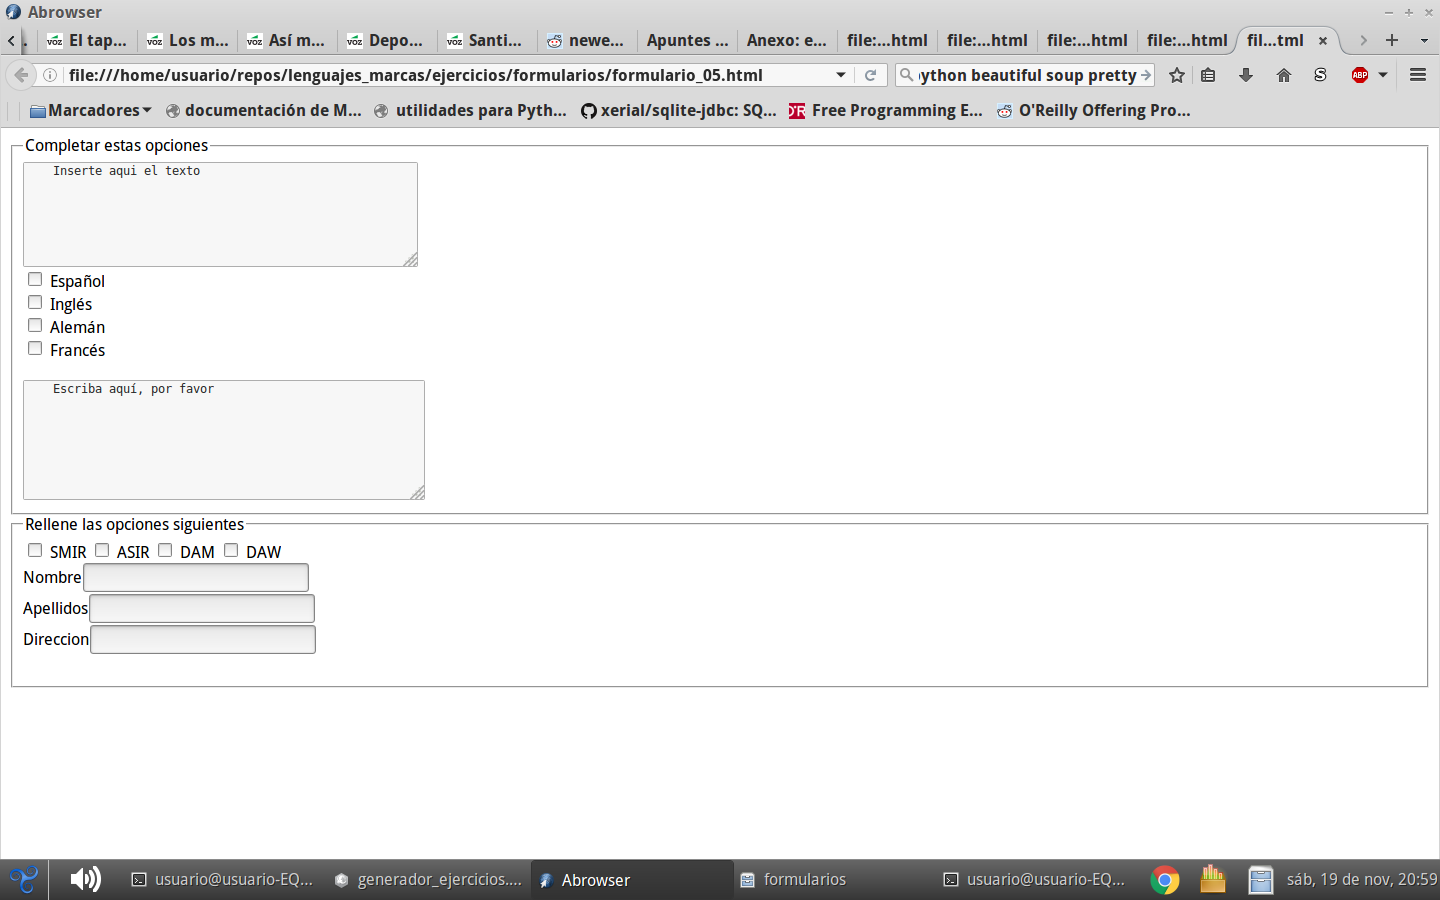 Abrowser
. El tap... Los m... Así m... Depo... Santi... newe... Apuntes ... Anexo: e... file:...html file:...html file:...html file:...html fil...tml
file:///home/usuario/repos/lenguajes_marcas/ejercicios/formularios/formulario_05.html python beautiful soup pretty S ABP
Marcadores documentación de M... utilidades para Pyth... xerial/sqlite-jdbc: SQ... Free Programming E... O'Reilly Offering Pro...
Completar estas opciones
Inserte aqui el texto
Español
Inglés
Alemán
Francés
Escriba aquí, por favor
Rellene las opciones siguientes
SMIR ASIR DAM DAW
Nombre
Apellidos
Direccion
usuario@usuario-EQ... generador_ejercicios.... Abrowser formularios usuario@usuario-EQ... sáb, 19 de nov, 20:59